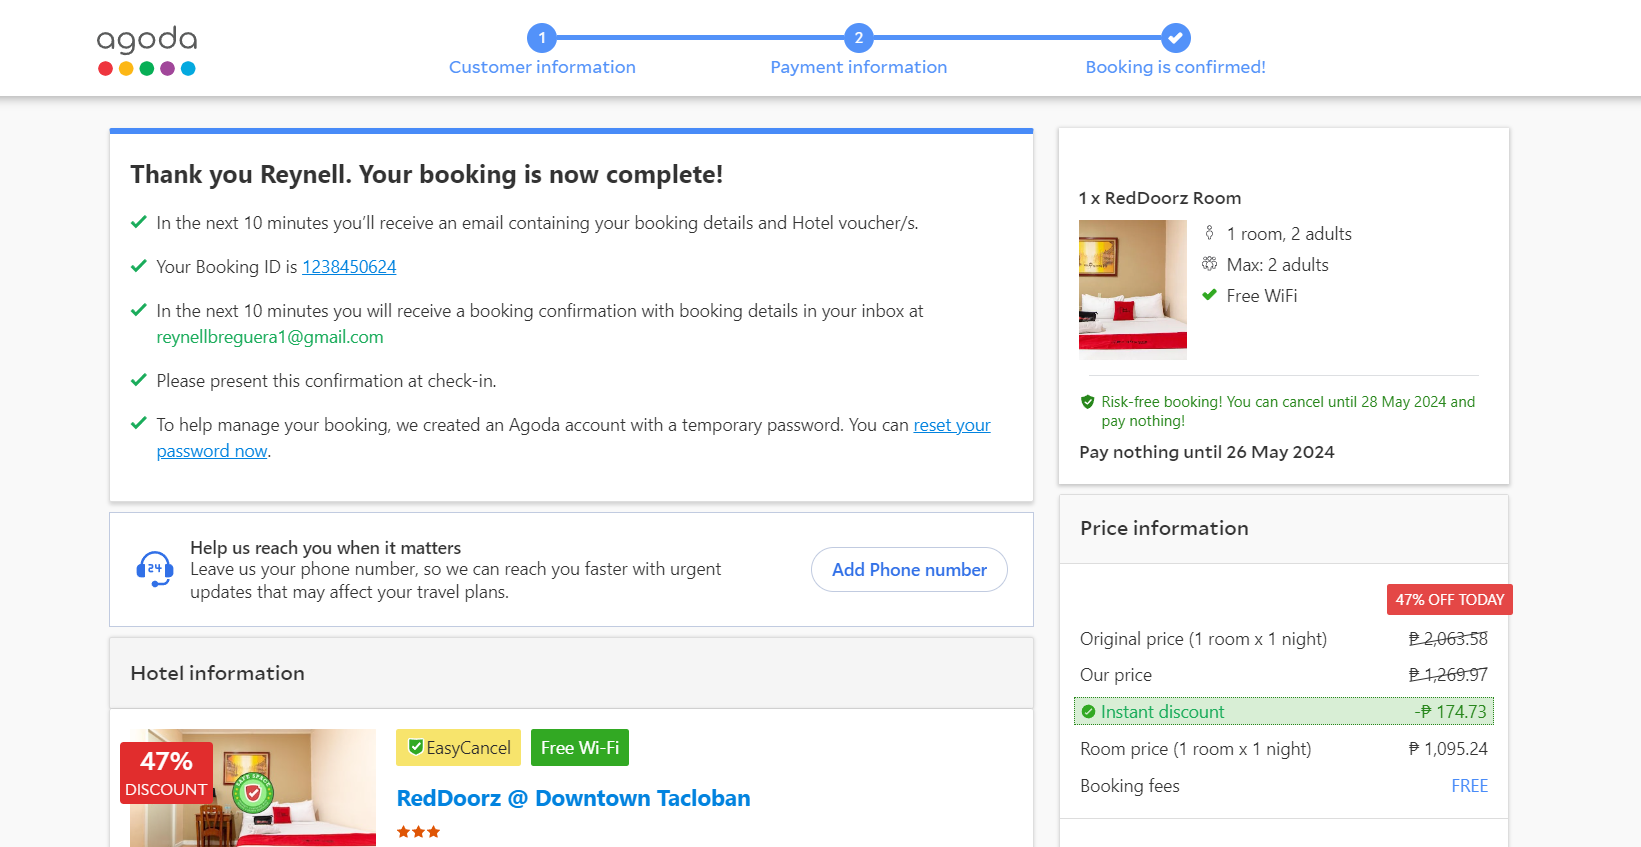 agoda
1
2
Customer information
Payment information
Booking is confirmed!
Thank you Reynell. Your booking is now complete!
In the next 10 minutes you'll receive an email containing your booking details and Hotel voucher/s.
Your Booking ID is 1238450624
In the next 10 minutes you will receive a booking confirmation with booking details in your inbox at
reynellbreguera1@gmail.com
Please present this confirmation at check-in.
To help manage your booking, we created an Agoda account with a temporary password. You can reset your
password now.
24
Help us reach you when it matters
Leave us your phone number, so we can reach you faster with urgent
updates that may affect your travel plans.
Add Phone number
Hotel information
47%
DISCOUNT
SAFE SPACE
EasyCancel
Free Wi-Fi
RedDoorz @ Downtown Tacloban
1 x RedDoorz Room
1 room, 2 adults
Max: 2 adults
Free WiFi
Risk-free booking! You can cancel until 28 May 2024 and
pay nothing!
Pay nothing until 26 May 2024
Price information
47% OFF TODAY
Original price (1 room x 1 night) ₱ 2,063.58
Our price ₱ 1,269.97
Instant discount -₱ 174.73
Room price (1 room x 1 night) ₱ 1,095.24
Booking fees FREE